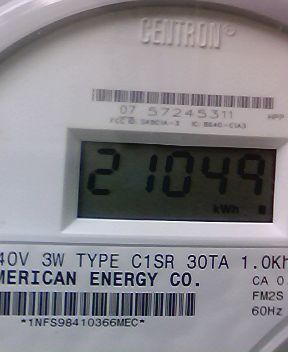 CENTRON®
07 57245311
HPP
21049
kWh
40V 3W TYPE C1SR 30TA 1.0Kh
MERICAN ENERGY CO.
CA 0.
FM2S
60Hz
*1NFS98410366MEC*